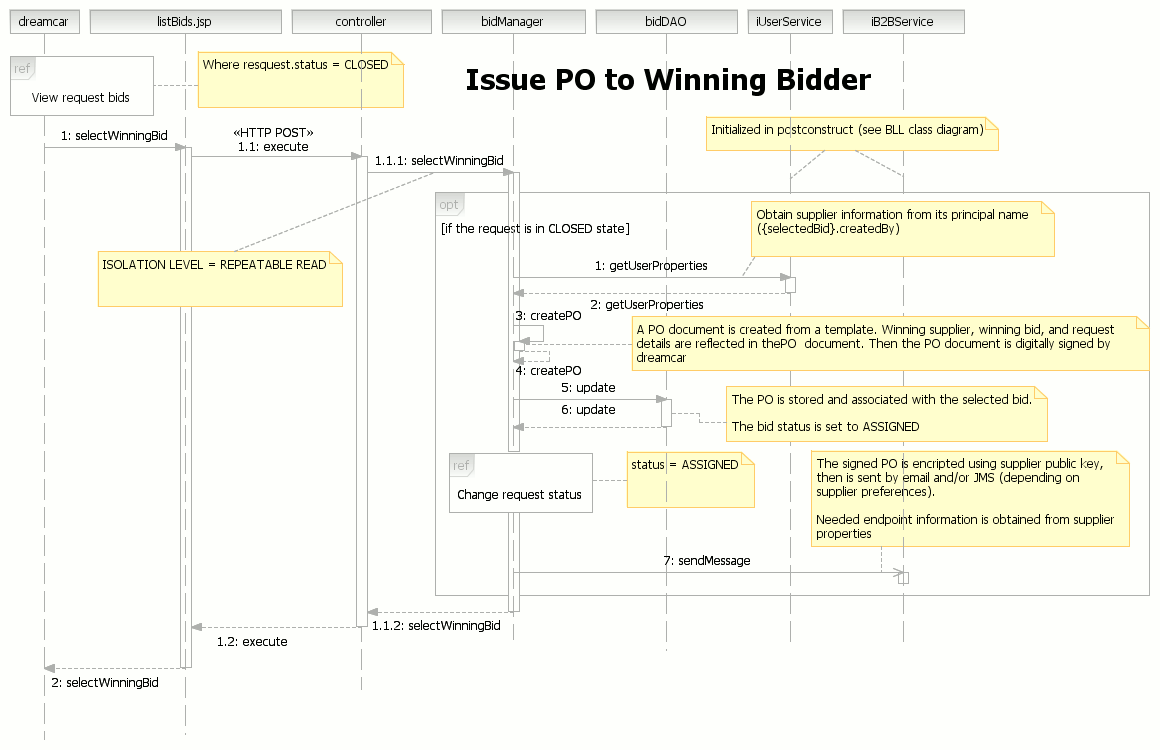 dreamcar
listBids.jsp
controller
bidManager
bidDAO
iUserService
iB2BService
ref
View request bids
Where resquest.status = CLOSED
Issue PO to Winning Bidder
Initialized in postconstruct (see BLL class diagram)
1: selectWinningBid
«HTTP POST»
1.1: execute
1.1.1: selectWinningBid
opt
[if the request is in CLOSED state]
Obtain supplier information from its principal name
({selectedBid}.createdBy)
ISOLATION LEVEL = REPEATABLE READ
1: getUserProperties
2: getUserProperties
3: createPO
A PO document is created from a template. Winning supplier, winning bid, and request
details are reflected in thePO  document. Then the PO document is digitally signed by
dreamcar
4: createPO
5: update
6: update
The PO is stored and associated with the selected bid.
The bid status is set to ASSIGNED
ref
Change request status
status = ASSIGNED
The signed PO is encripted using supplier public key,
then is sent by email and/or JMS (depending on
supplier preferences).
Needed endpoint information is obtained from supplier
properties
7: sendMessage
1.1.2: selectWinningBid
1.2: execute
2: selectWinningBid